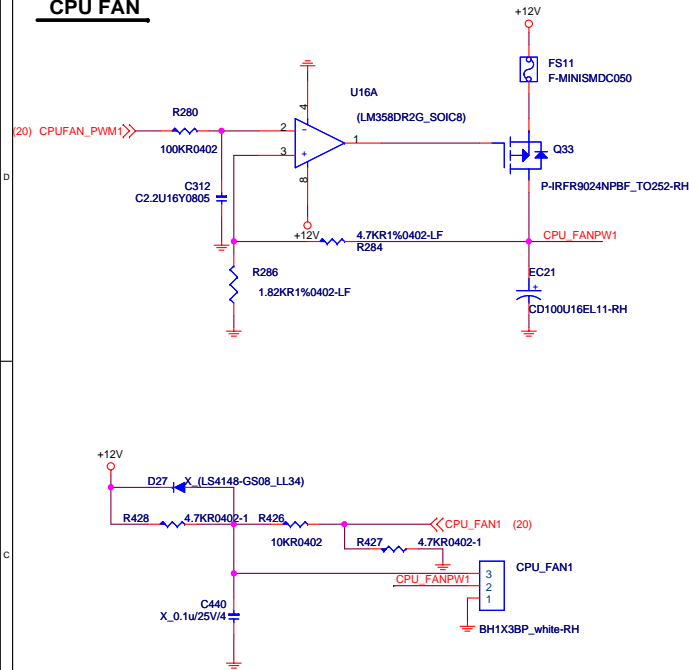 CPU FAN
+12V
FS11
F-MINISMDC050
U16A
(LM358DR2G_SOIC8)
R280
4
(20) CPUFAN_PWM1
2
-
1
Q33
100KR0402
3
+
D
8
P-IRFR9024NPBF_TO252-RH
C312
C2.2U16Y0805
+12V
4.7KR1%0402-LF
CPU_FANPW1
R284
R286
EC21
+
1.82KR1%0402-LF
CD100U16EL11-RH
+12V
D27
X_(LS4148-GS08_LL34)
R428
4.7KR0402-1
R426
CPU_FAN1 (20)
10KR0402
R427
4.7KR0402-1
C
CPU_FAN1
3
CPU_FANPW1
2
1
C440
X_0.1u/25V/4
BH1X3BP_white-RH